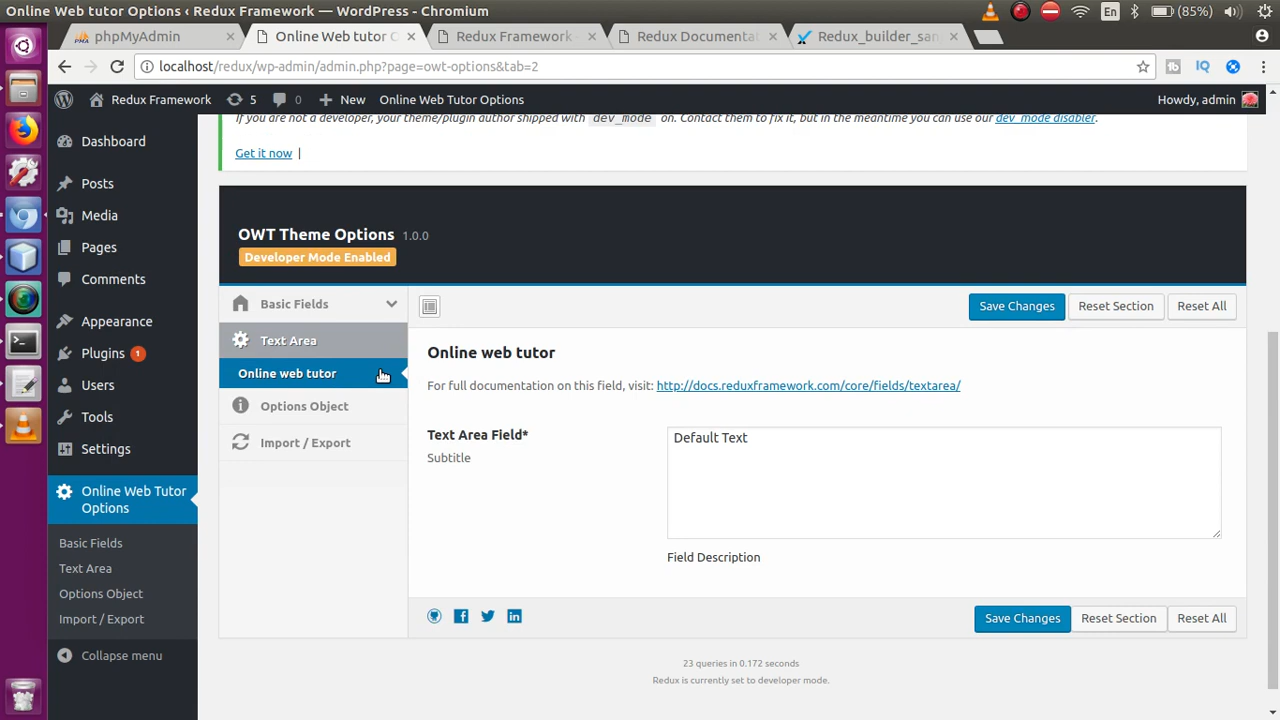 Online Web tutor Options ‹ Redux Framework — WordPress - Chromium
En
(85%)
phpMyAdmin
Online Web tutor O
Redux Framework -
Redux Documenta
Redux_builder_sam
localhost/redux/wp-admin/admin.php?page=owt-options&tab=2
IQ
Redux Framework
5
0
New
Online Web Tutor Options
Howdy, admin
Dashboard
Posts
Media
Pages
Comments
Appearance
Plugins 1
Users
Tools
Settings
Online Web Tutor
Options
Basic Fields
Text Area
Options Object
Import / Export
Collapse menu
If you are not a developer, your theme/plugin author shipped with dev_mode on. Contact them to fix it, but in the meantime you can use our dev_mode disabler.
Get it now |
OWT Theme Options 1.0.0
Developer Mode Enabled
Basic Fields
Text Area
Online web tutor
Options Object
Import / Export
Save Changes
Reset Section
Reset All
Online web tutor
For full documentation on this field, visit: http://docs.reduxframework.com/core/fields/textarea/
Text Area Field*
Subtitle
Default Text
Field Description
Save Changes
Reset Section
Reset All
23 queries in 0.172 seconds
Redux is currently set to developer mode.